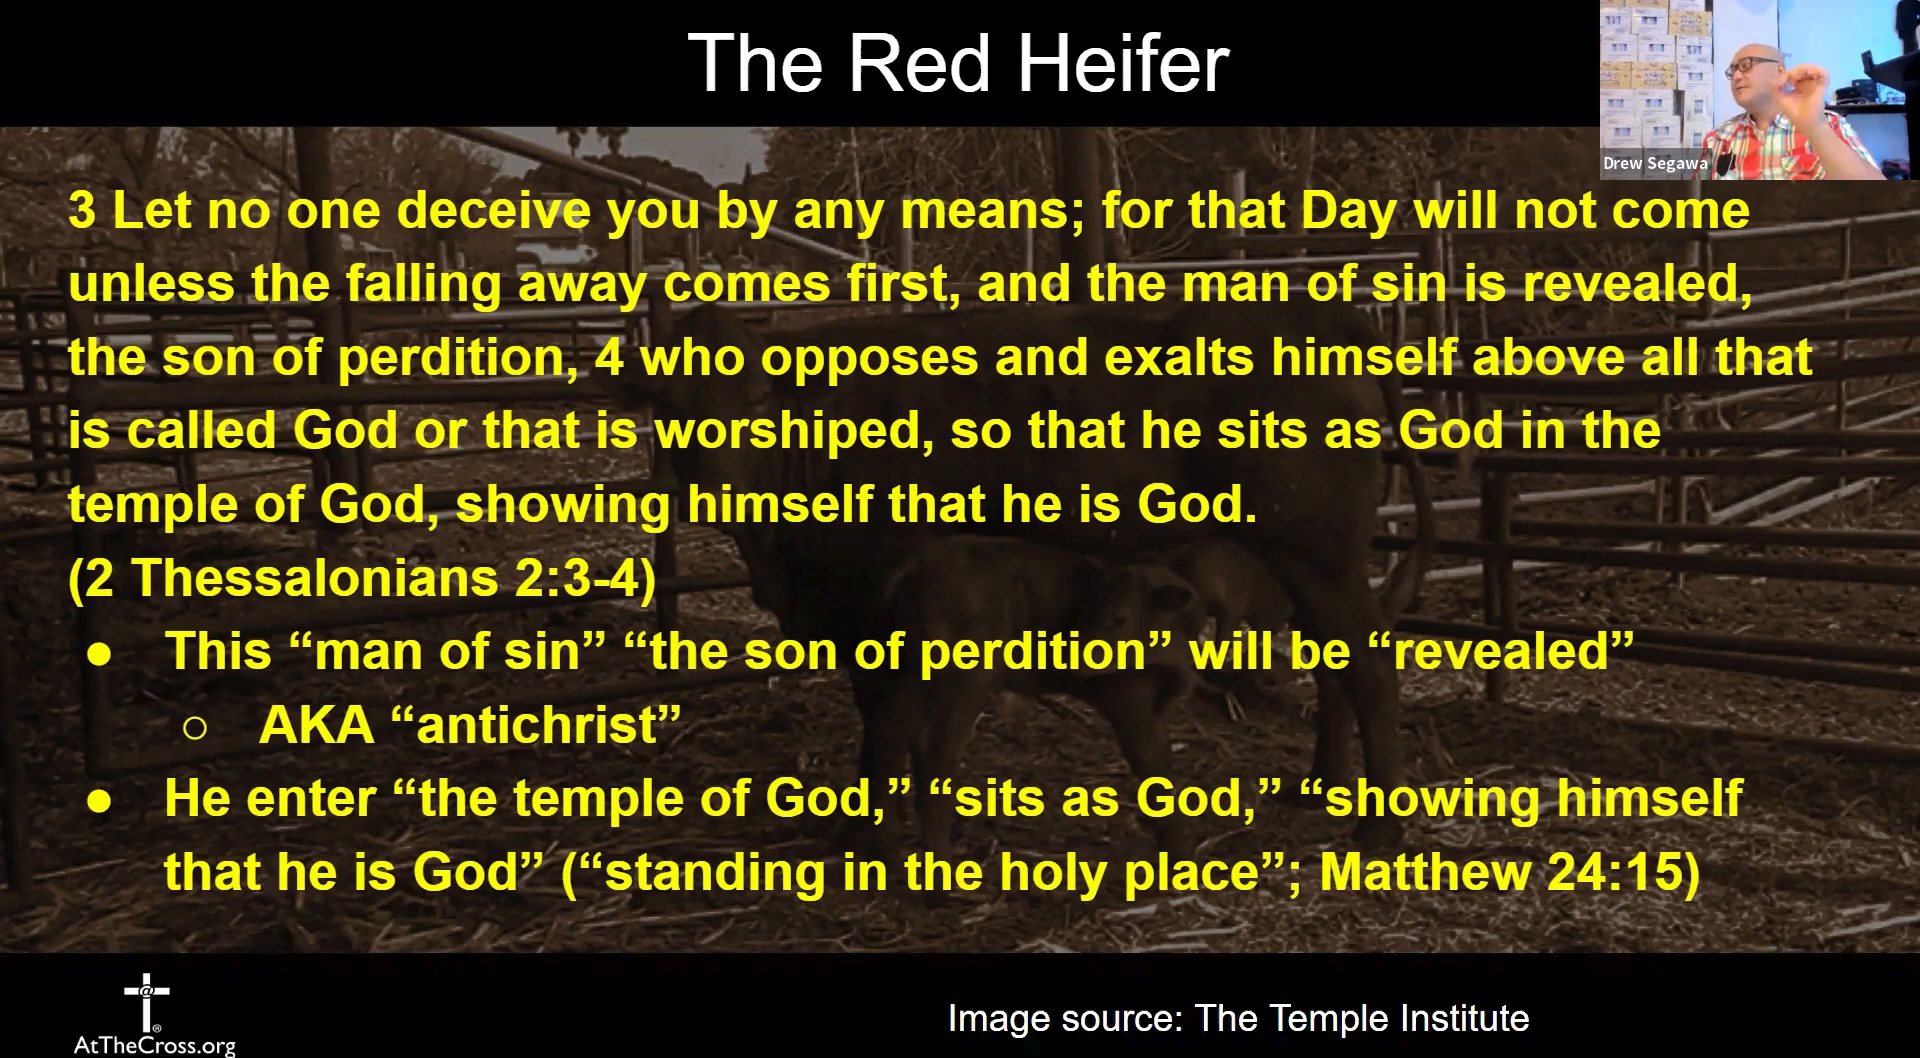 The Red Heifer
Drew Segawa
3 Let no one deceive you by any means; for that Day will not come
unless the falling away comes first, and the man of sin is revealed,
the son of perdition, 4 who opposes and exalts himself above all that
is called God or that is worshiped, so that he sits as God in the
temple of God, showing himself that he is God.
(2 Thessalonians 2:3-4)
● This “man of sin” “the son of perdition” will be “revealed”
○ AKA “antichrist”
● He enter “the temple of God,” “sits as God,” “showing himself
that he is God” (“standing in the holy place”; Matthew 24:15)
@
®
AtTheCross.org
Image source: The Temple Institute